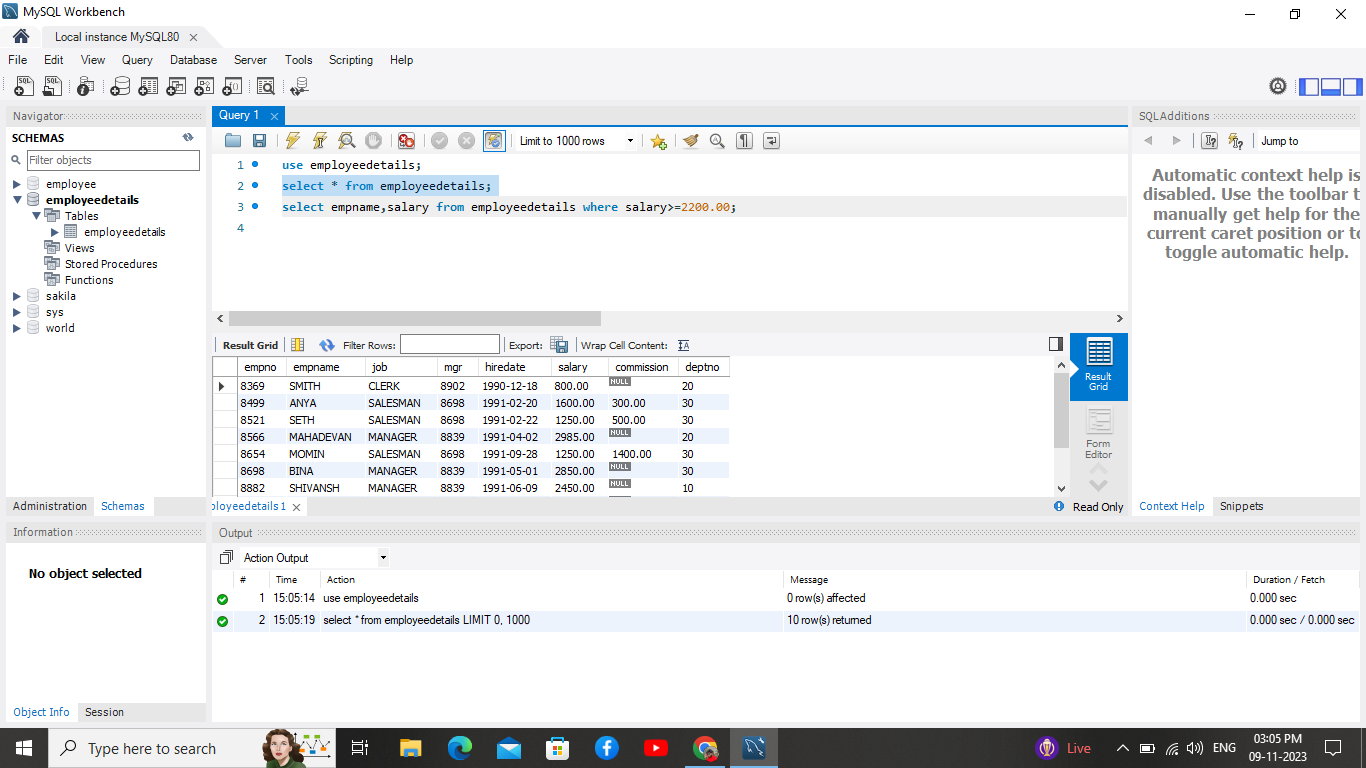 MySQL Workbench
Local instance MySQL80
File Edit View Query Database Server Tools Scripting Help
Navigator
SCHEMAS
Filter objects
employee
employeedetails
Tables
employeedetails
Views
Stored Procedures
Functions
sakila
sys
world
Administration Schemas
Information
No object selected
Object Info Session
Query 1
Limit to 1000 rows
1 use employeedetails;
2 select * from employeedetails;
3 select empname,salary from employeedetails where salary>=2200.00;
4
Result Grid Filter Rows: Export: Wrap Cell Content:
empno empname job mgr hiredate salary commission deptno
8369 SMITH CLERK 8902 1990-12-18 800.00 NULL 20
8499 ANYA SALESMAN 8698 1991-02-20 1600.00 300.00 30
8521 SETH SALESMAN 8698 1991-02-22 1250.00 500.00 30
8566 MAHADEVAN MANAGER 8839 1991-04-02 2985.00 NULL 20
8654 MOMIN SALESMAN 8698 1991-09-28 1250.00 1400.00 30
8698 BINA MANAGER 8839 1991-05-01 2850.00 NULL 30
8882 SHIVANSH MANAGER 8839 1991-06-09 2450.00 NULL 10
Result
Grid
Form
Editor
ployeedetails 1
Read Only
SQLAdditions
Jump to
Automatic context help is
disabled. Use the toolbar t
manually get help for the
current caret position or to
toggle automatic help.
Context Help Snippets
Output
Action Output
# Time Action Message Duration / Fetch
1 15:05:14 use employeedetails 0 row(s) affected 0.000 sec
2 15:05:19 select * from employeedetails LIMIT 0, 1000 10 row(s) returned 0.000 sec / 0.000 sec
Type here to search
Live
ENG
03:05 PM
09-11-2023